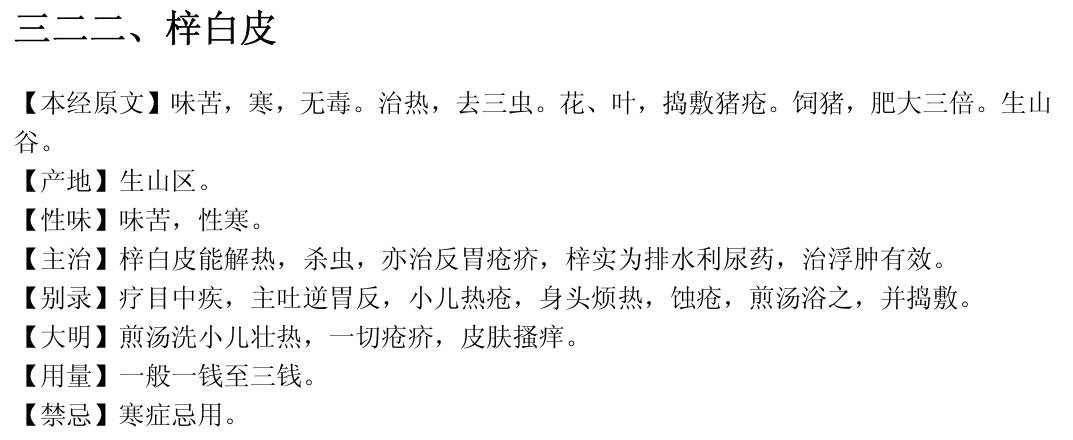 三二二、梓白皮
【本经原文】味苦，寒，无毒。治热，去三虫。花、叶，捣敷猪疮。饲猪，肥大三倍。生山
谷。
【产地】生山区。
【性味】味苦，性寒。
【主治】梓白皮能解热，杀虫，亦治反胃疮疥，梓实为排水利尿药，治浮肿有效。
【别录】疗目中疾，主吐逆胃反，小儿热疮，身头烦热，蚀疮，煎汤浴之，并捣敷。
【大明】煎汤洗小儿壮热，一切疮疥，皮肤搔痒。
【用量】一般一钱至三钱。
【禁忌】寒症忌用。